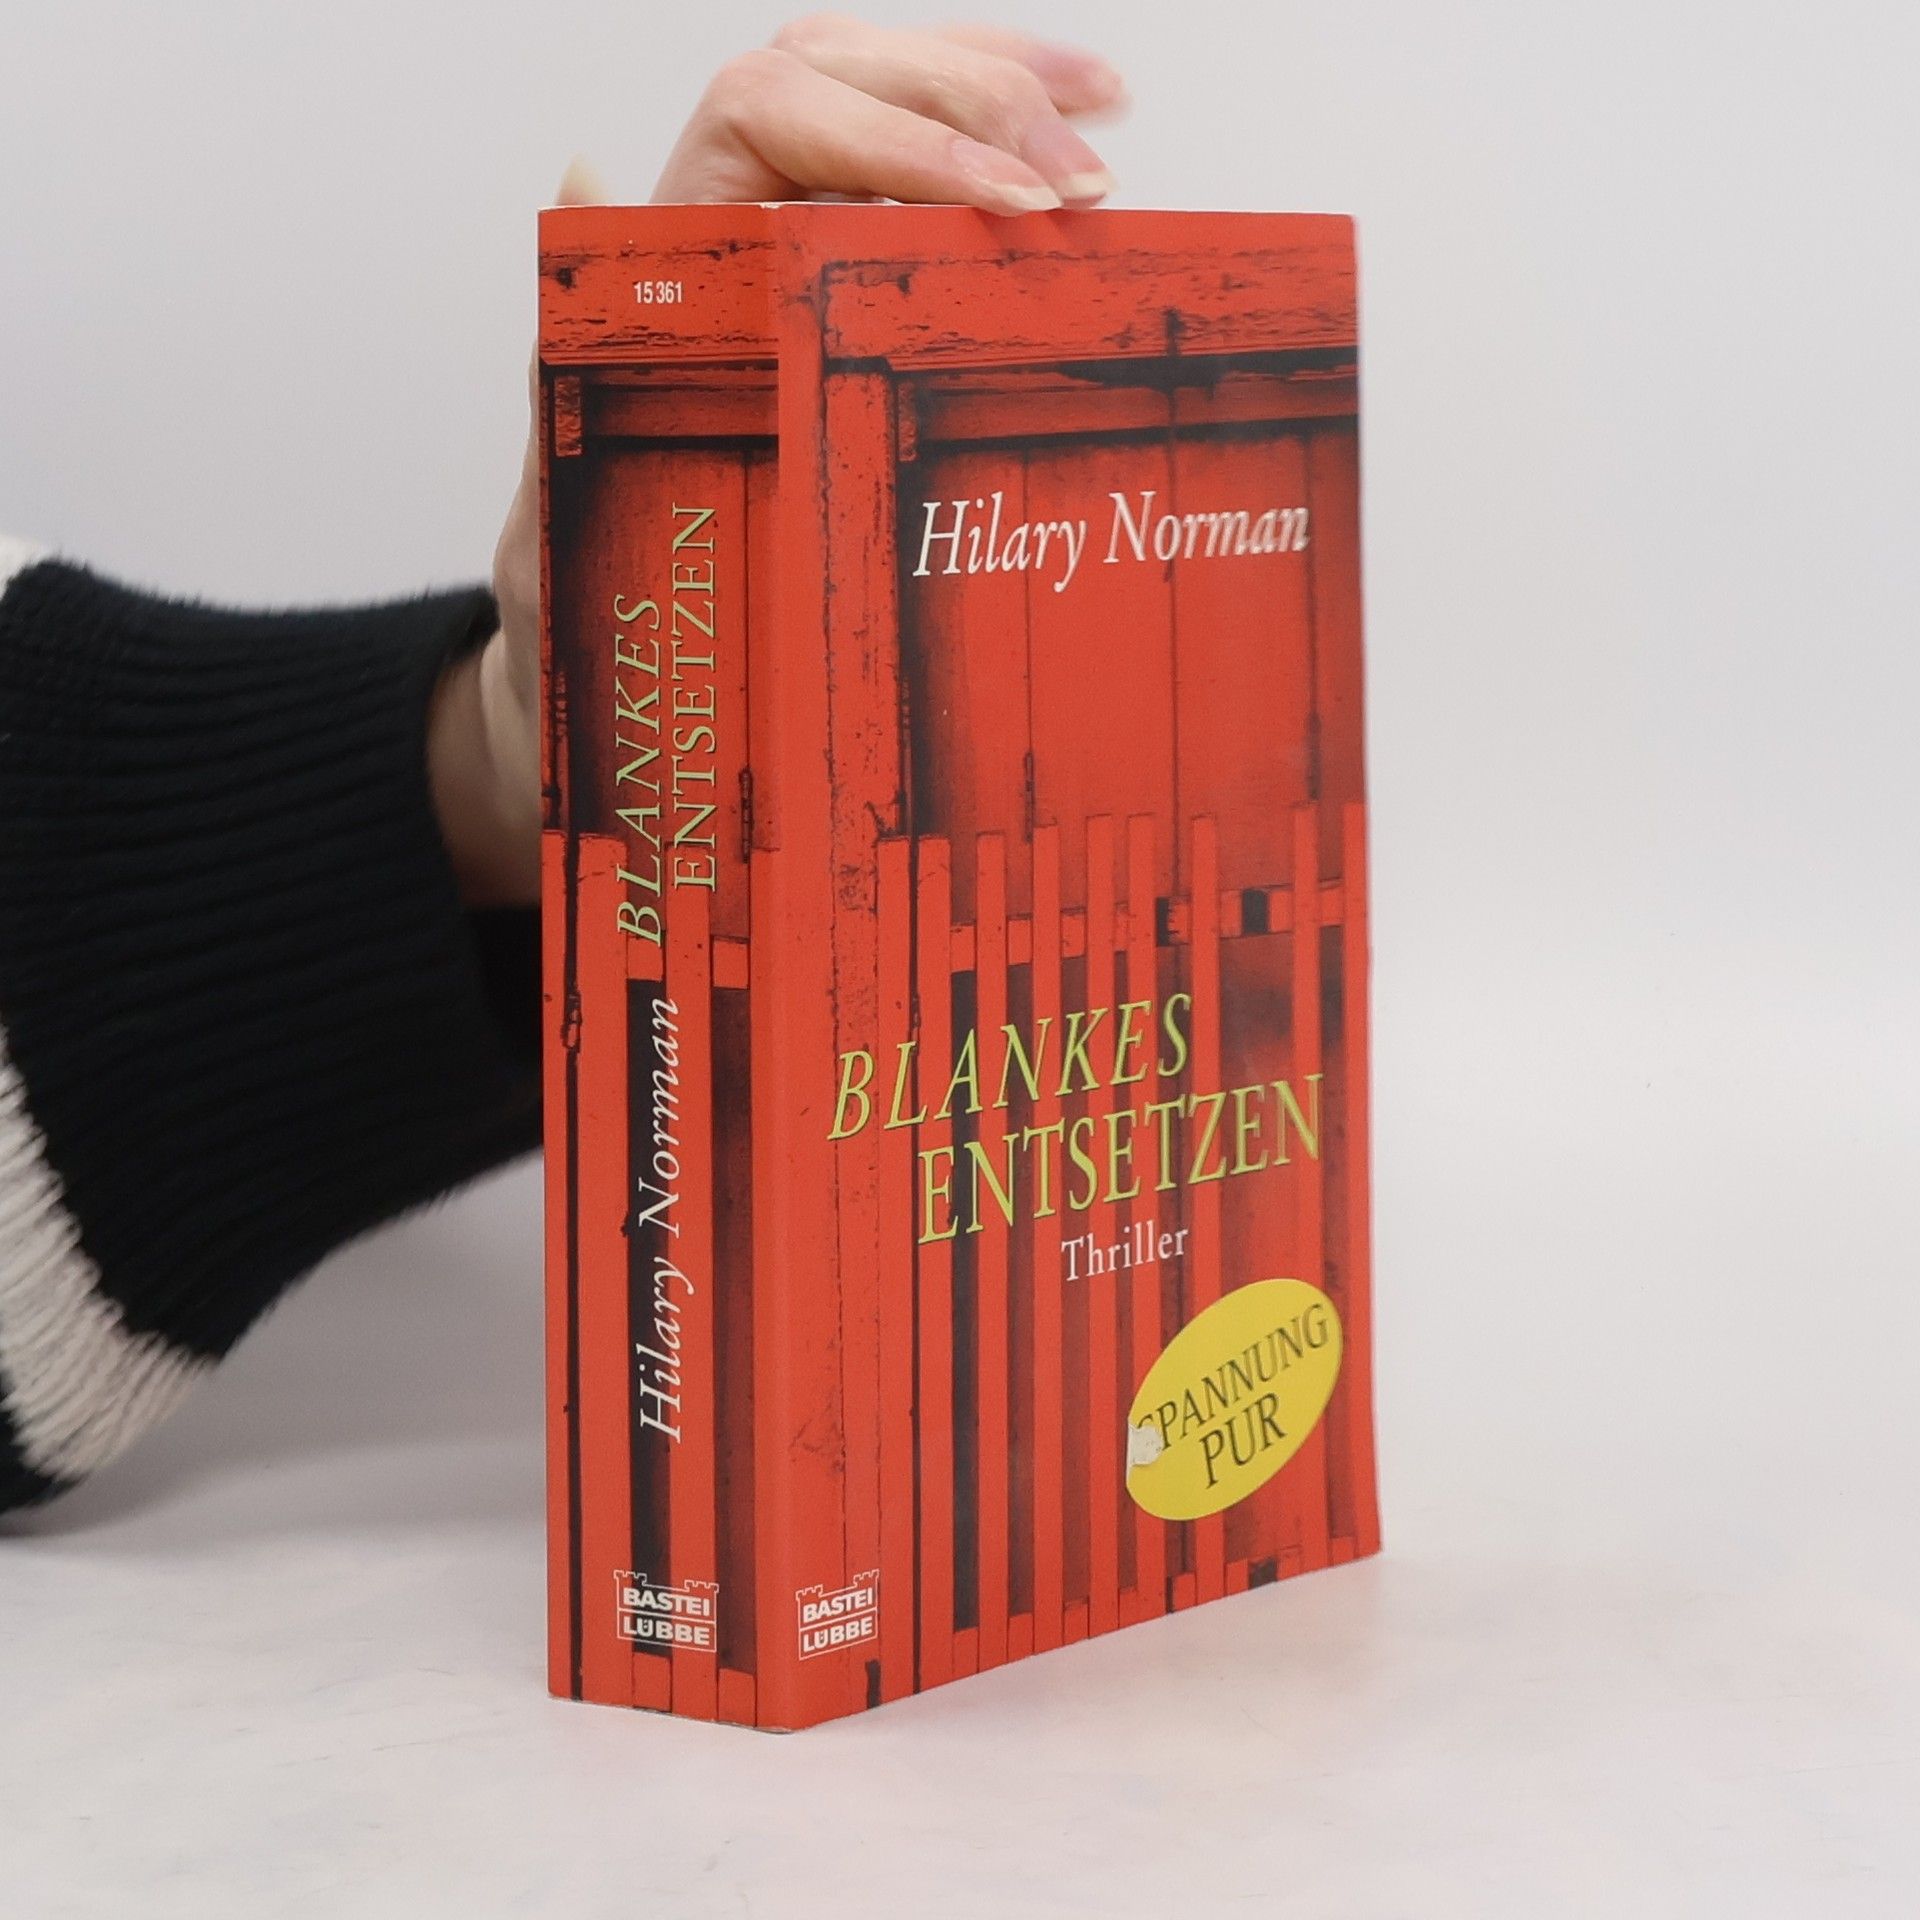 15 361
BLANKES
ENTSETZEN
Hilary Norman
BASTEI
LÜBBE
Hilary Norman
BLANKES
ENTSETZEN
Thriller
SPANNUNG
PUR
BASTEI
LÜBBE